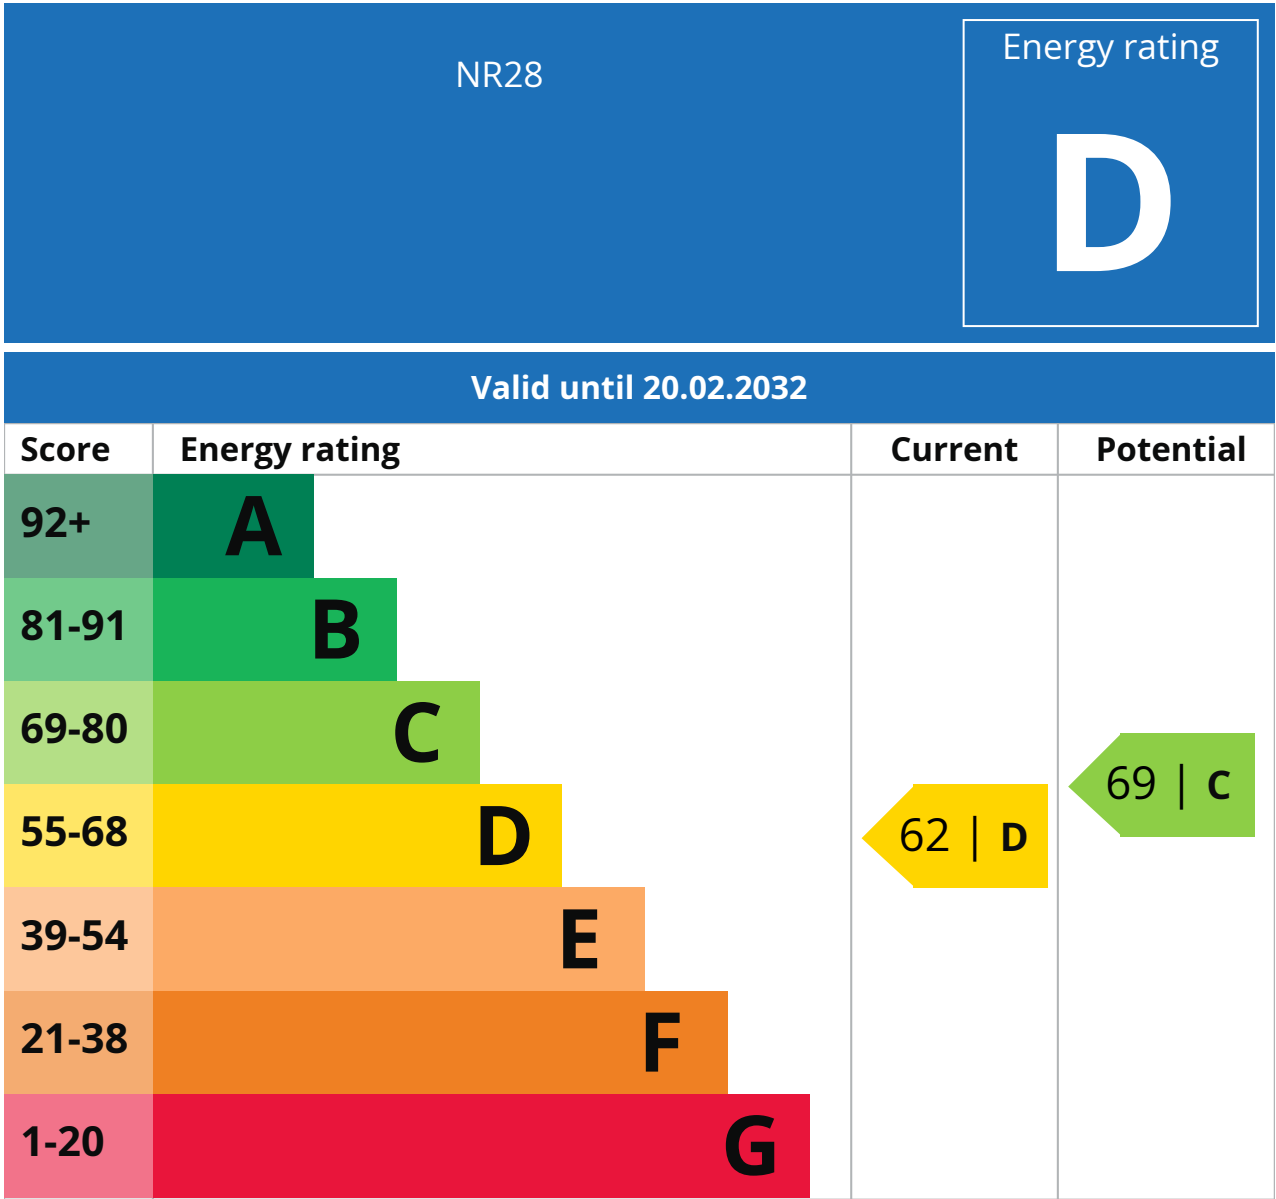 NR28
Energy rating
D
Valid until 20.02.2032
Score Energy rating Current Potential
92+ A
81-91 B
69-80 C
69 | C
55-68 D
62 | D
39-54 E
21-38 F
1-20 G